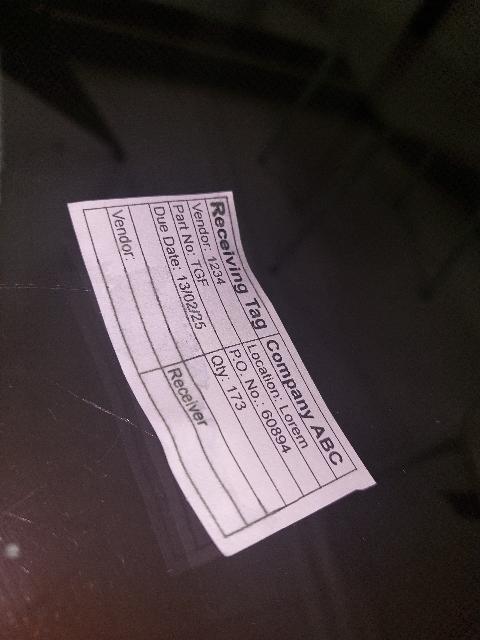 Receiving Tag Company ABC
Vendor: 1234 Location: Lorem
Part No: TGF P.O. No.: 60894
Due Date: 13/02/25 Qty: 173
Vendor: Receiver